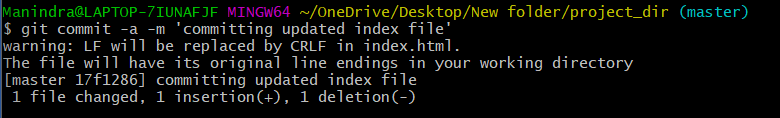 Manindra@LAPTOP-7IUNAFJF MINGW64 ~/OneDrive/Desktop/New folder/project_dir (master)
$ git commit -a -m 'committing updated index file'
warning: LF will be replaced by CRLF in index.html.
The file will have its original line endings in your working directory
[master 17f1286] committing updated index file
 1 file changed, 1 insertion(+), 1 deletion(-)